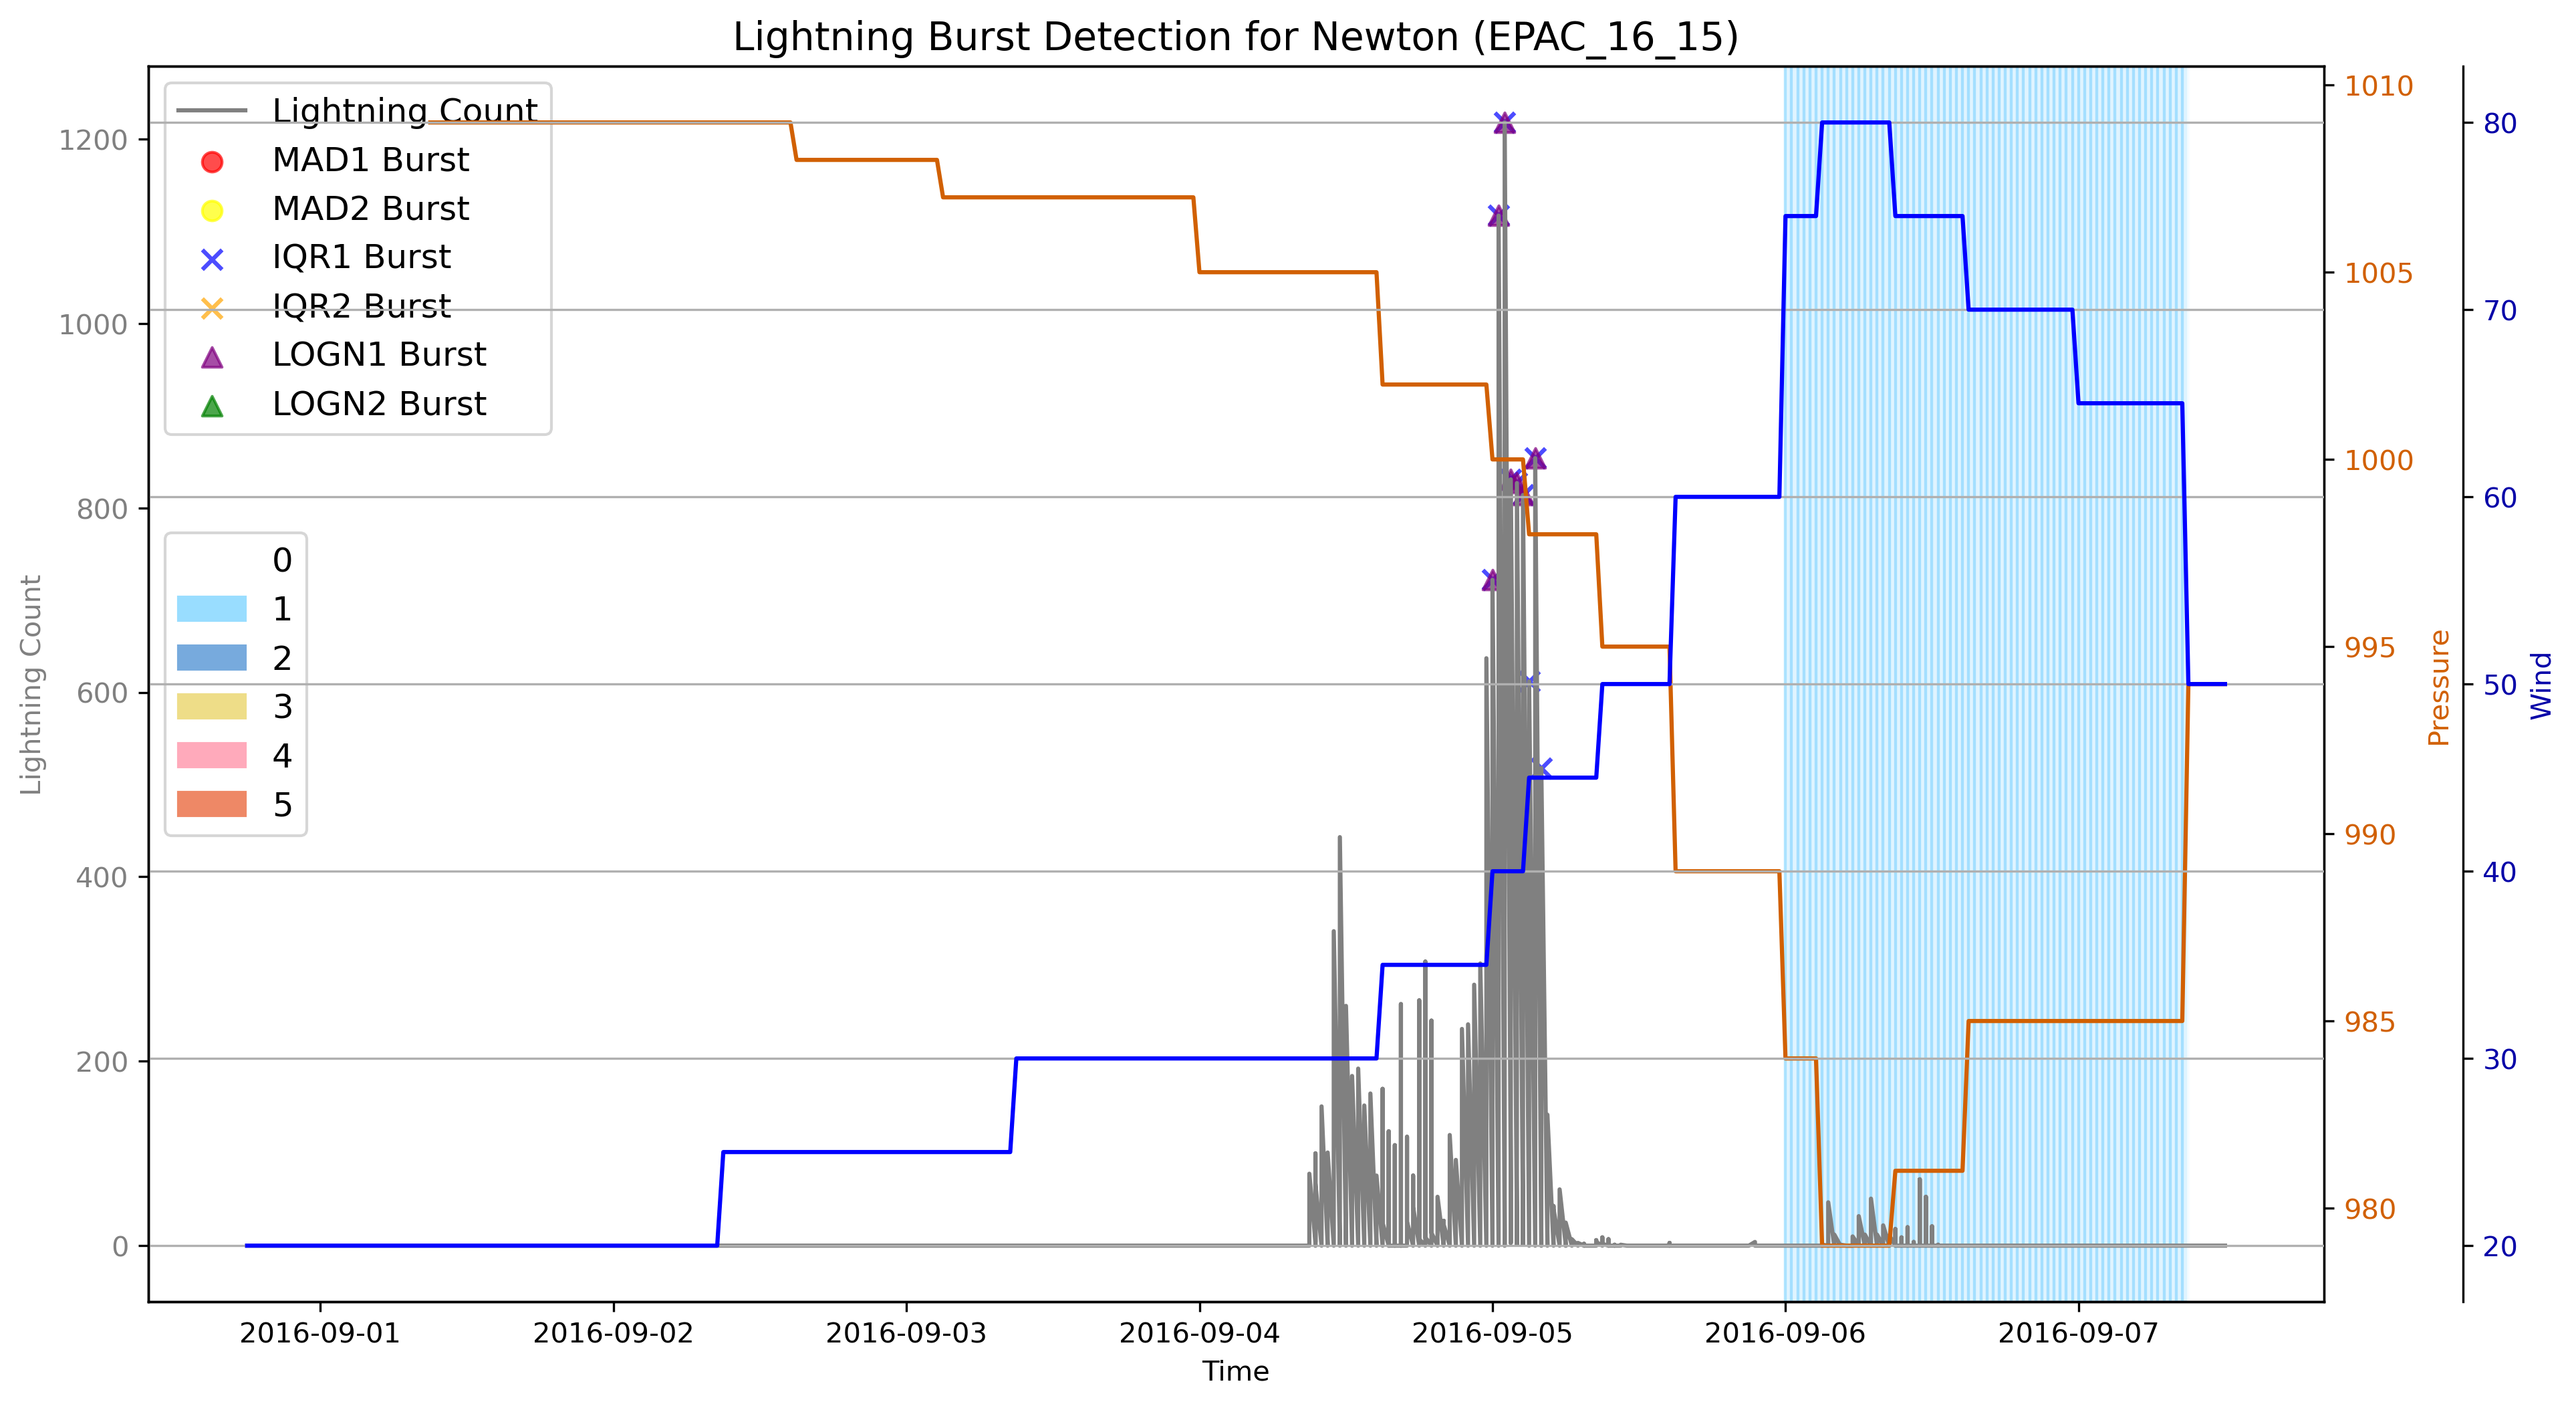 Lightning Burst Detection for Newton (EPAC_16_15)
Lightning Count
MAD1 Burst
MAD2 Burst
IQR1 Burst
IQR2 Burst
LOGN1 Burst
LOGN2 Burst
0
1
2
3
4
5
Lightning Count
1200
1000
800
600
400
200
0
1010
1005
1000
995
990
985
980
Pressure
80
70
60
50
40
30
20
Wind
2016-09-01
2016-09-02
2016-09-03
2016-09-04
2016-09-05
2016-09-06
2016-09-07
Time